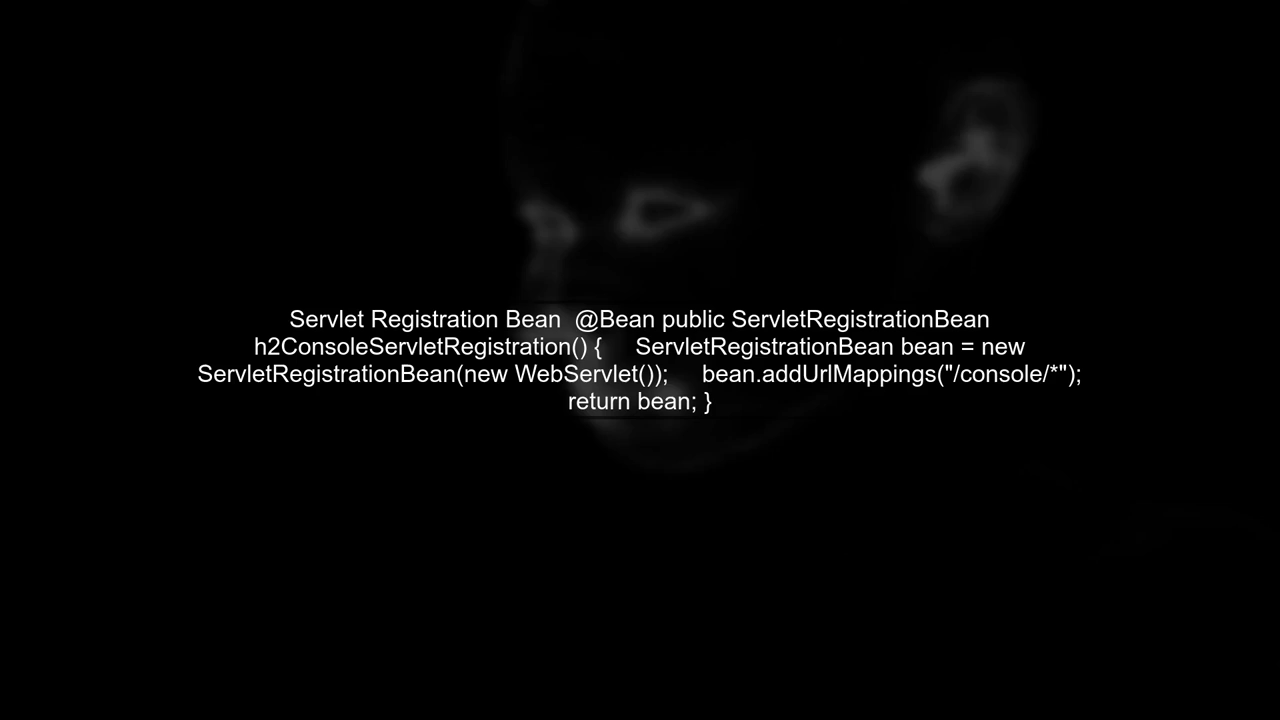 Servlet Registration Bean  @Bean public ServletRegistrationBean
h2ConsoleServletRegistration() {     ServletRegistrationBean bean = new
ServletRegistrationBean(new WebServlet());     bean.addUrlMappings("/console/*");
return bean; }